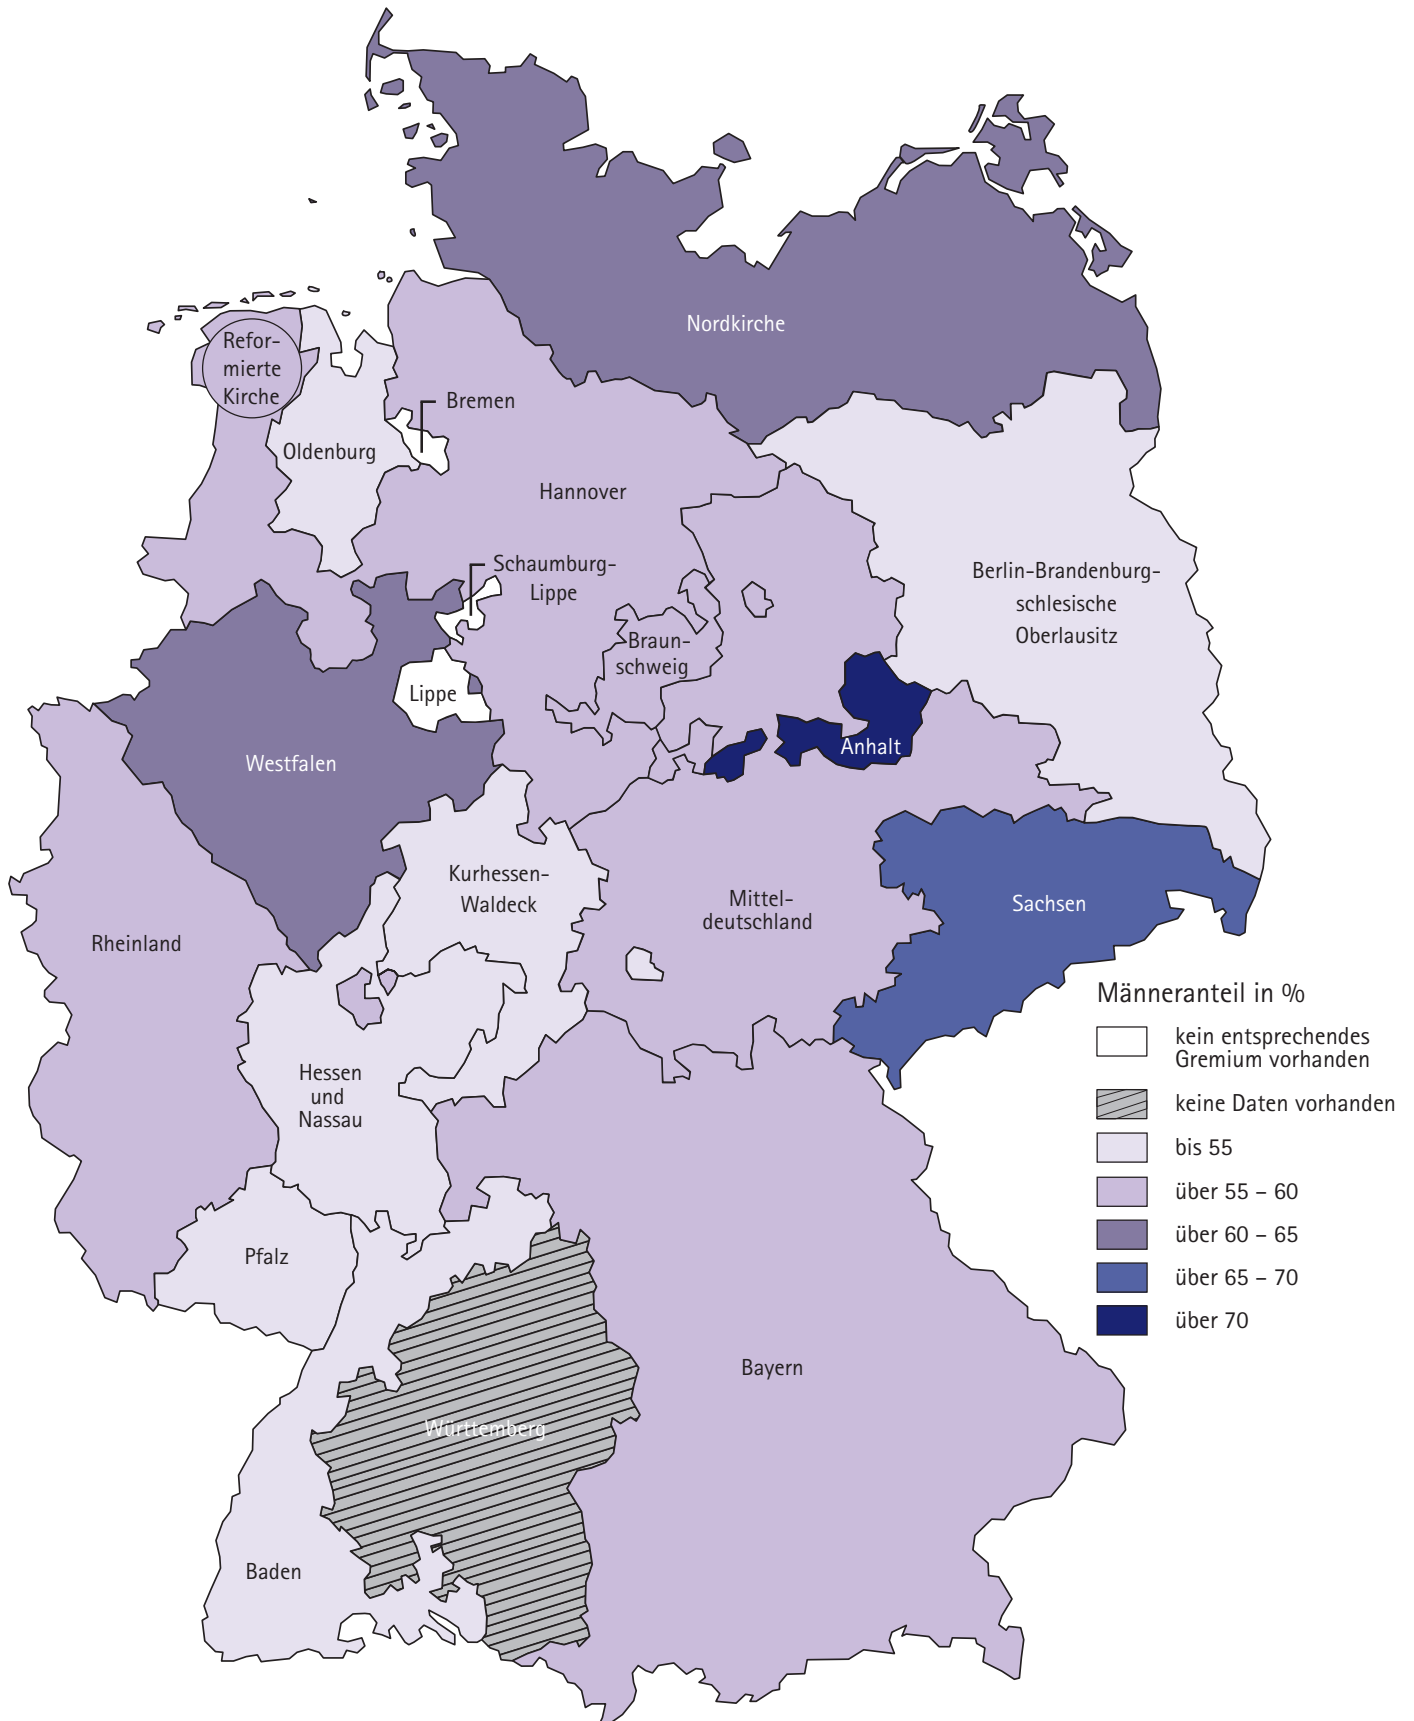 Nordkirche
Refor-
mierte
Kirche
Bremen
Oldenburg
Hannover
Schaumburg-
Lippe
Berlin-Brandenburg-
schlesische
Oberlausitz
Braun-
schweig
Lippe
Westfalen
Anhalt
Kurhessen-
Waldeck
Mittel-
deutschland
Sachsen
Rheinland
Männeranteil in %
kein entsprechendes
Gremium vorhanden
keine Daten vorhanden
bis 55
über 55 – 60
über 60 – 65
über 65 – 70
über 70
Hessen
und
Nassau
Pfalz
Bayern
Württemberg
Baden